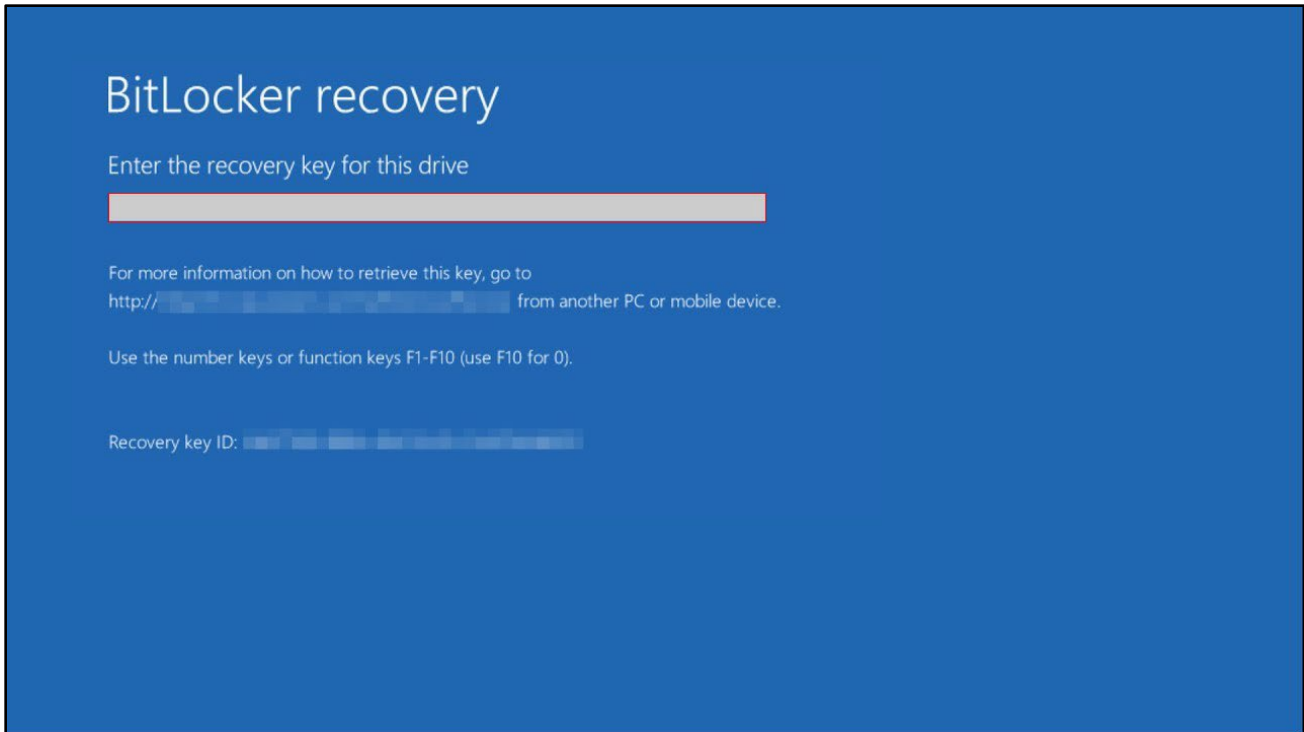 BitLocker recovery
Enter the recovery key for this drive
For more information on how to retrieve this key, go to
http:// from another PC or mobile device.
Use the number keys or function keys F1-F10 (use F10 for 0).
Recovery key ID: